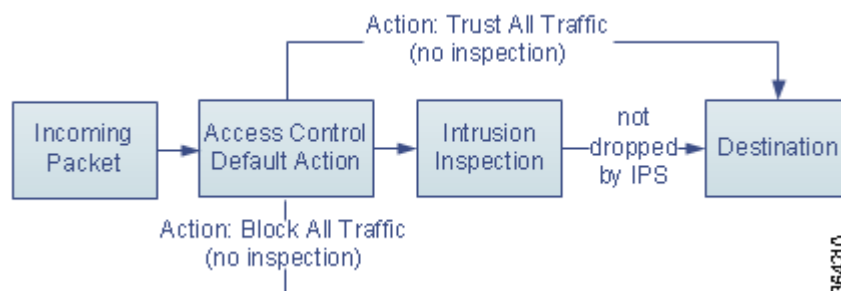 Action: Trust All Traffic
(no inspection)
Incoming
Packet
Access Control
Default Action
Intrusion
Inspection
not
dropped
by IPS
Destination
Action: Block All Traffic
(no inspection)